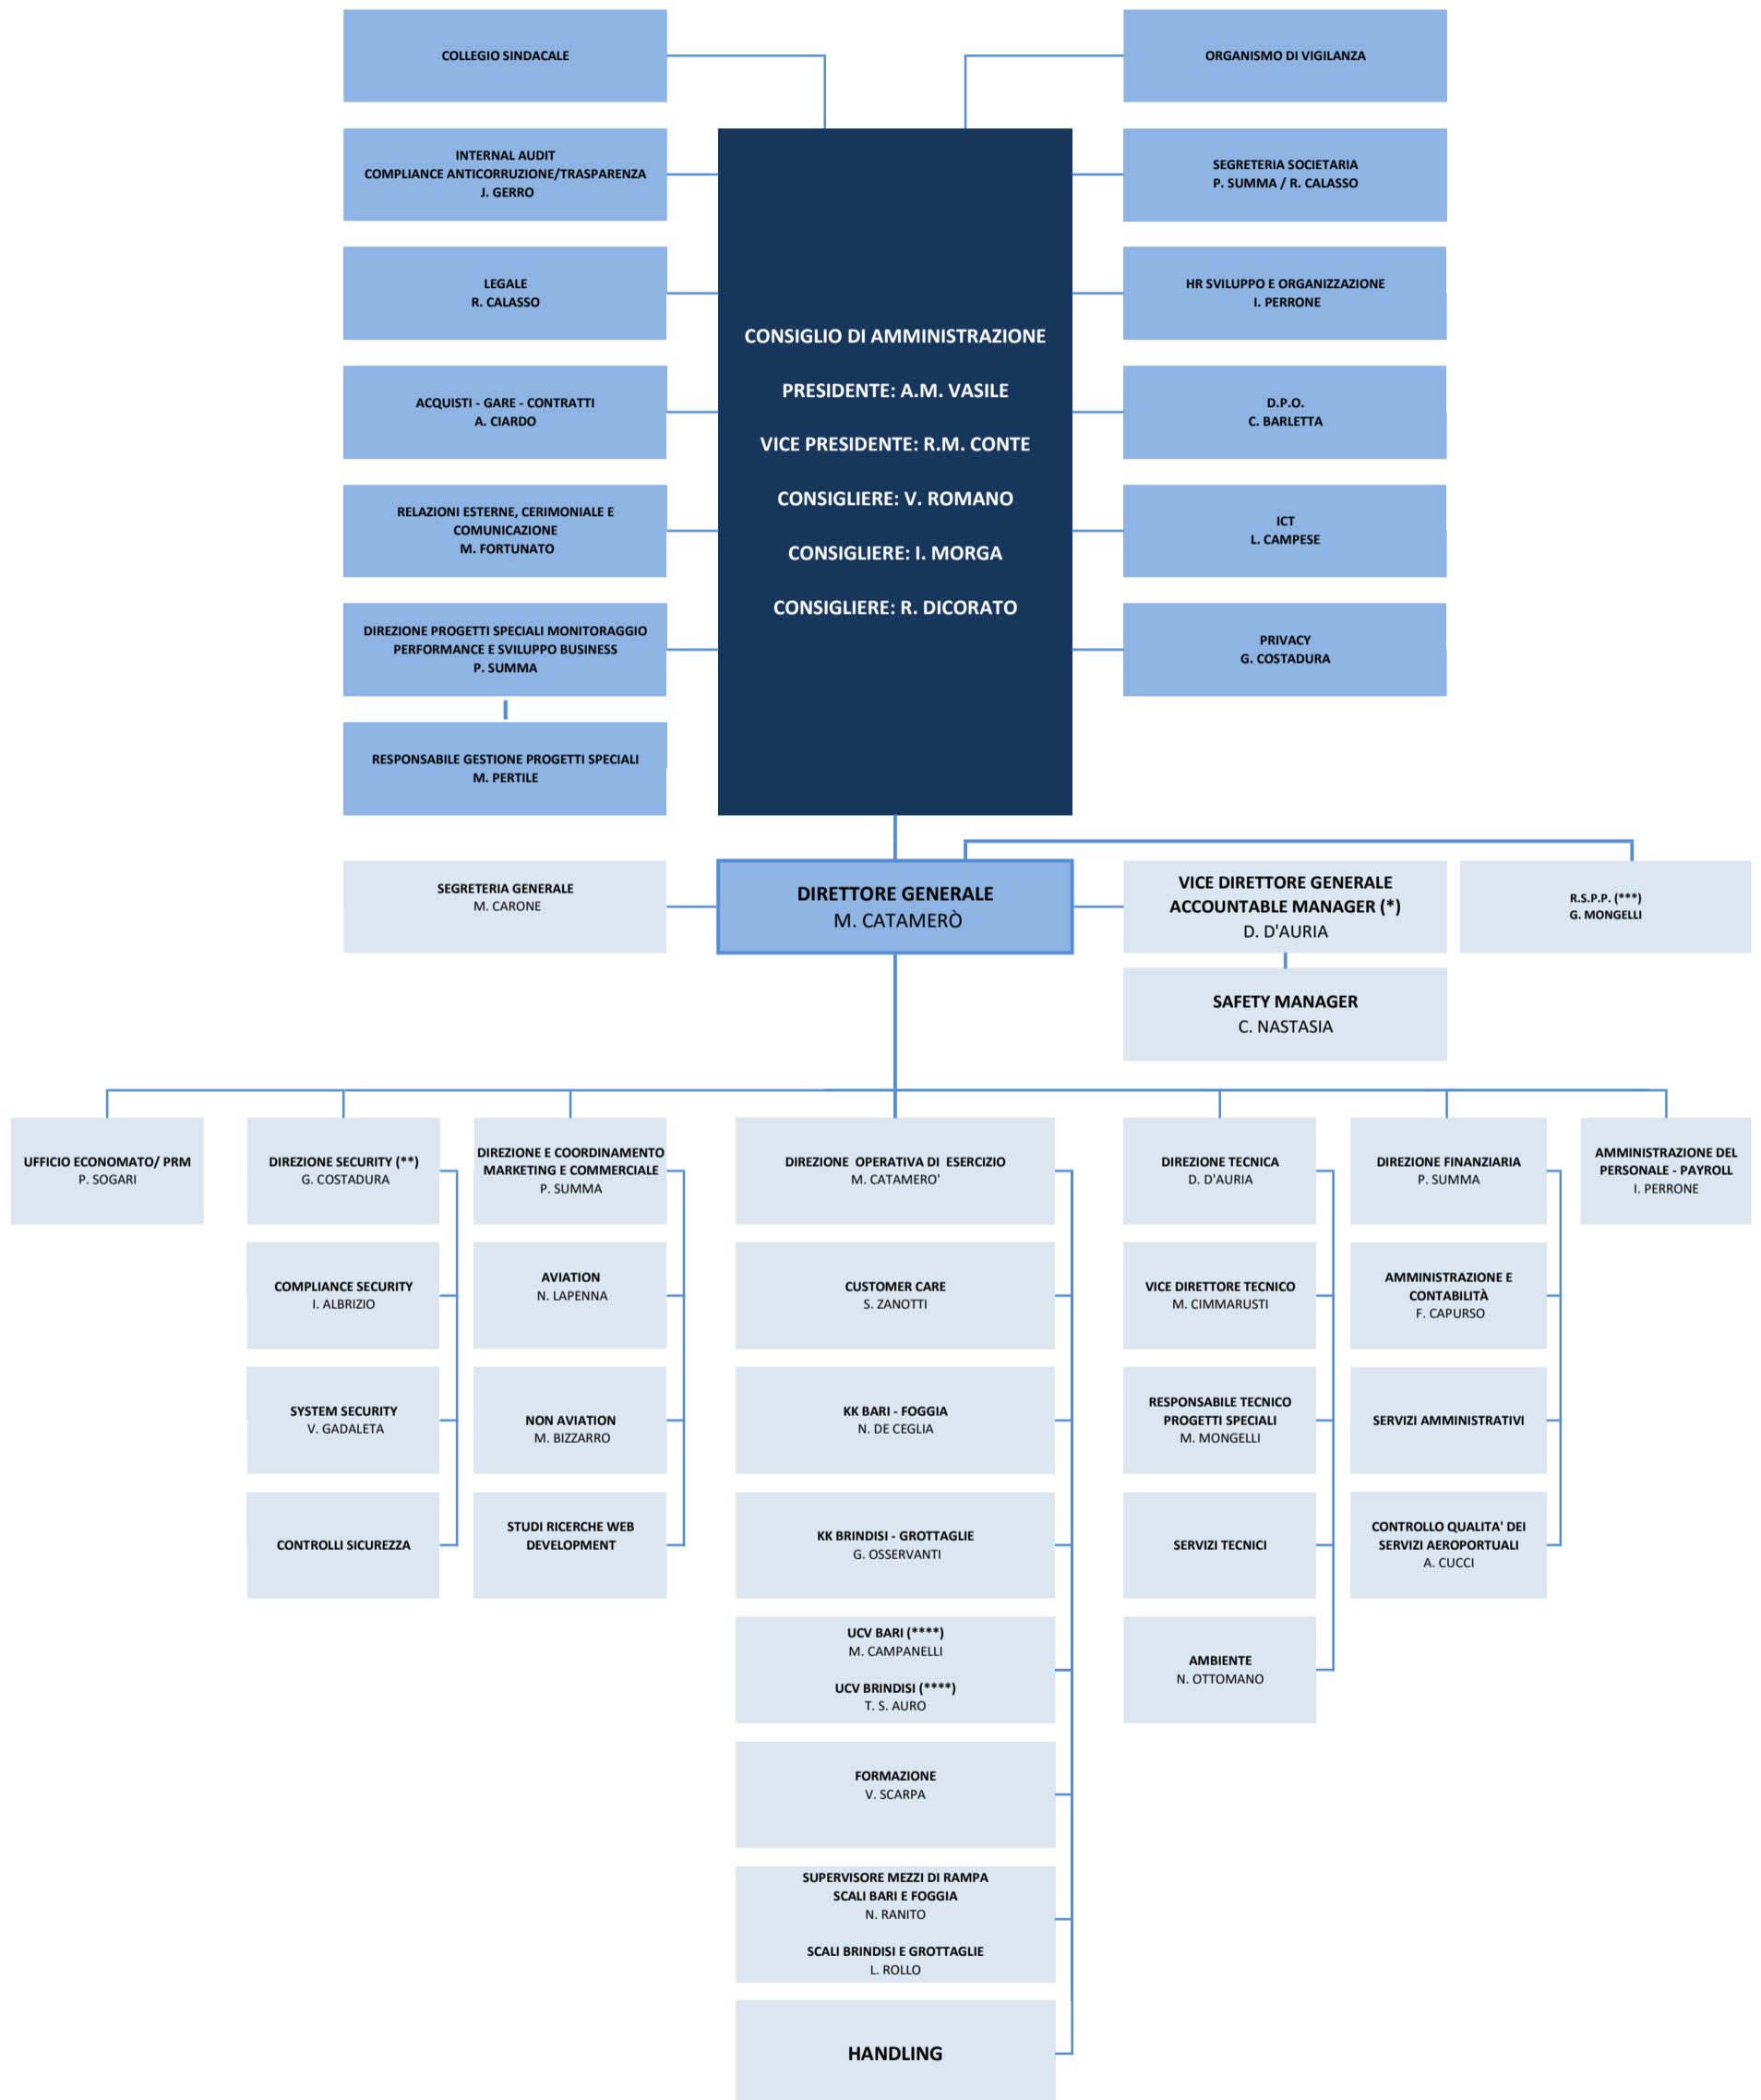 COLLEGIO SINDACALE
ORGANISMO DI VIGILANZA
INTERNAL AUDIT
COMPLIANCE ANTICORRUZIONE/TRASPARENZA
J. GERRO
SEGRETERIA SOCIETARIA
P. SUMMA / R. CALASSO
LEGALE
R. CALASSO
HR SVILUPPO E ORGANIZZAZIONE
I. PERRONE
ACQUISTI - GARE - CONTRATTI
A. CIARDO
D.P.O.
C. BARLETTA
RELAZIONI ESTERNE, CERIMONIALE E
COMUNICAZIONE
M. FORTUNATO
ICT
L. CAMPESE
DIREZIONE PROGETTI SPECIALI MONITORAGGIO
PERFORMANCE E SVILUPPO BUSINESS
P. SUMMA
PRIVACY
G. COSTADURA
RESPONSABILE GESTIONE PROGETTI SPECIALI
M. PERTILE
CONSIGLIO DI AMMINISTRAZIONE
PRESIDENTE: A.M. VASILE
VICE PRESIDENTE: R.M. CONTE
CONSIGLIERE: V. ROMANO
CONSIGLIERE: I. MORGA
CONSIGLIERE: R. DICORATO
SEGRETERIA GENERALE
M. CARONE
DIRETTORE GENERALE
M. CATAMERÒ
VICE DIRETTORE GENERALE
ACCOUNTABLE MANAGER (*)
D. D'AURIA
R.S.P.P. (***)
G. MONGELLI
SAFETY MANAGER
C. NASTASIA
UFFICIO ECONOMATO/ PRM
P. SOGARI
DIREZIONE SECURITY (**)
G. COSTADURA
COMPLIANCE SECURITY
I. ALBRIZIO
SYSTEM SECURITY
V. GADALETA
CONTROLLI SICUREZZA
DIREZIONE E COORDINAMENTO
MARKETING E COMMERCIALE
P. SUMMA
AVIATION
N. LAPENNA
NON AVIATION
M. BIZZARRO
STUDI RICERCHE WEB
DEVELOPMENT
DIREZIONE  OPERATIVA DI  ESERCIZIO
M. CATAMERO'
CUSTOMER CARE
S. ZANOTTI
KK BARI - FOGGIA
N. DE CEGLIA
KK BRINDISI - GROTTAGLIE
G. OSSERVANTI
UCV BARI (****)
M. CAMPANELLI
UCV BRINDISI (****)
T. S. AURO
FORMAZIONE
V. SCARPA
SUPERVISORE MEZZI DI RAMPA
SCALI BARI E FOGGIA
N. RANITO
SCALI BRINDISI E GROTTAGLIE
L. ROLLO
HANDLING
DIREZIONE TECNICA
D. D'AURIA
VICE DIRETTORE TECNICO
M. CIMMARUSTI
RESPONSABILE TECNICO
PROGETTI SPECIALI
M. MONGELLI
SERVIZI TECNICI
AMBIENTE
N. OTTOMANO
DIREZIONE FINANZIARIA
P. SUMMA
AMMINISTRAZIONE E
CONTABILITÀ
F. CAPURSO
SERVIZI AMMINISTRATIVI
CONTROLLO QUALITA' DEI
SERVIZI AEROPORTUALI
A. CUCCI
AMMINISTRAZIONE DEL
PERSONALE - PAYROLL
I. PERRONE